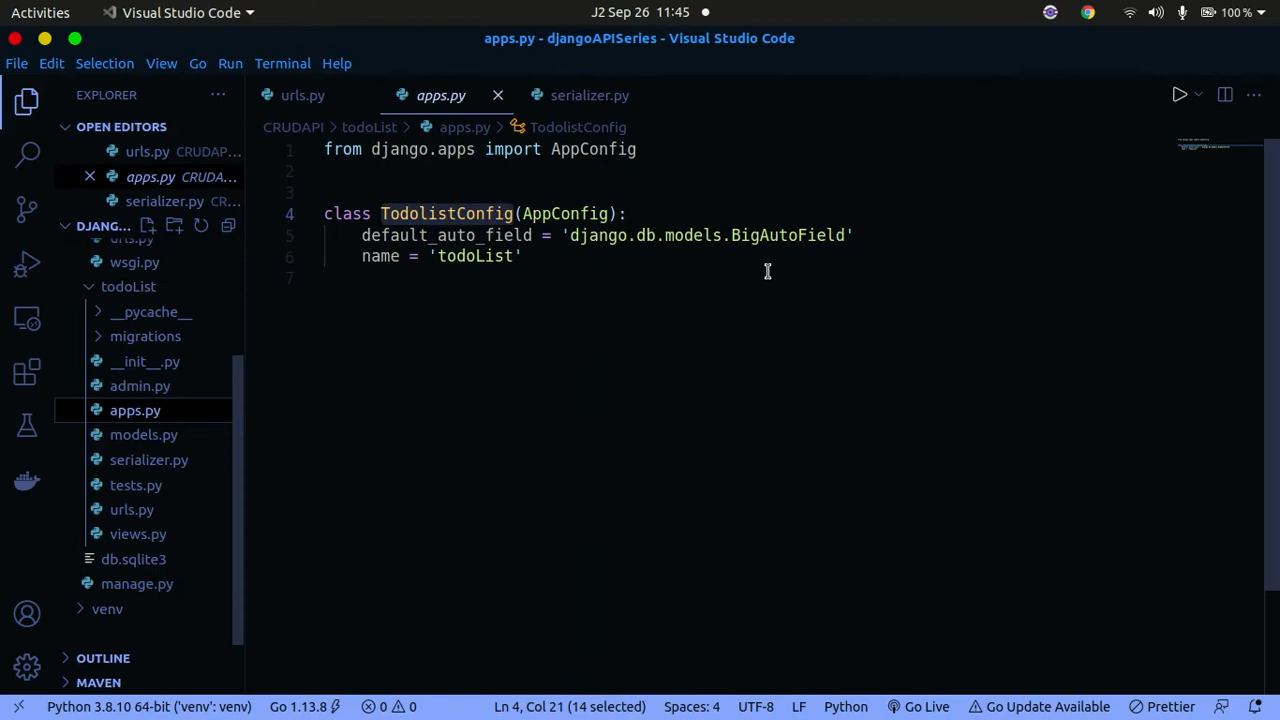 Activities Visual Studio Code J2 Sep 26 11:45 100 %
apps.py - djangoAPISeries - Visual Studio Code
File Edit Selection View Go Run Terminal Help
EXPLORER
OPEN EDITORS
urls.py CRUDAP...
apps.py CRUDA...
serializer.py CR...
DJANG...
urls.py
wsgi.py
todoList
__pycache__
migrations
__init__.py
admin.py
apps.py
models.py
serializer.py
tests.py
urls.py
views.py
db.sqlite3
manage.py
venv
OUTLINE
MAVEN
urls.py apps.py serializer.py
CRUDAPI > todoList > apps.py > TodolistConfig
1 from django.apps import AppConfig
2
3
4 class TodolistConfig(AppConfig):
5 default_auto_field = 'django.db.models.BigAutoField'
6 name = 'todoList'
7
Python 3.8.10 64-bit ('venv': venv) Go 1.13.8 0 0 Ln 4, Col 21 (14 selected) Spaces: 4 UTF-8 LF Python Go Live Go Update Available Prettier